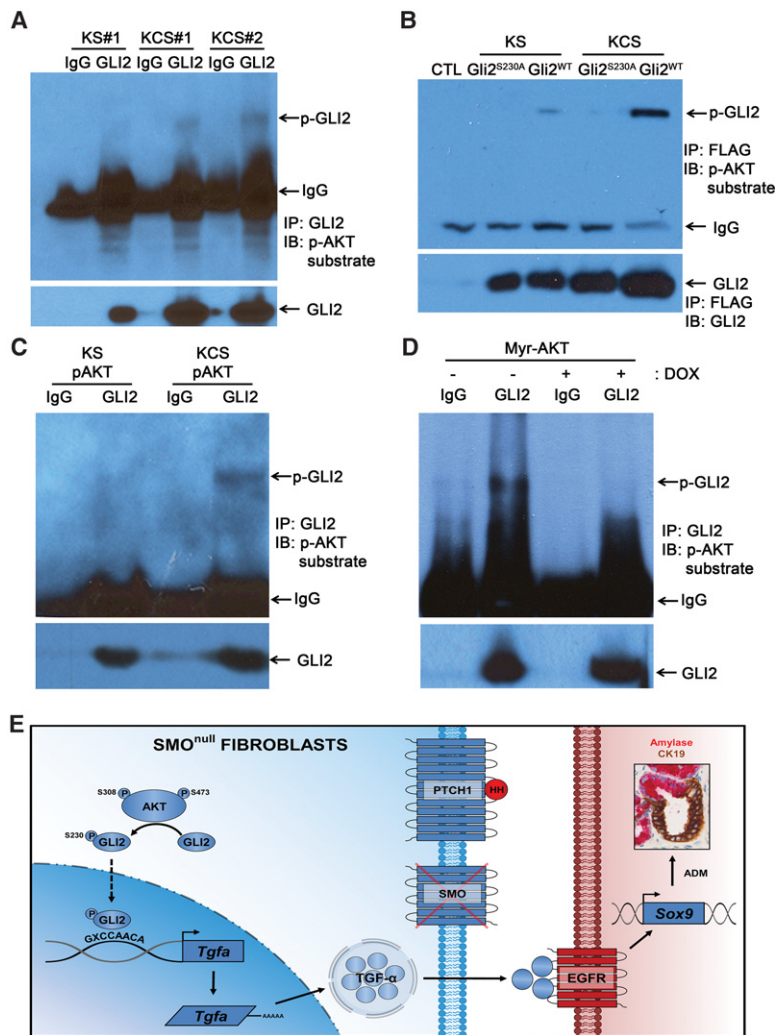 A
KS#1 KCS#1 KCS#2
IgG GLI2 IgG GLI2 IgG GLI2
p-GLI2
IgG
IP: GLI2
IB: p-AKT
substrate
GLI2
B
KS KCS
CTL Gli2S230A Gli2WT Gli2S230A Gli2WT
p-GLI2
IP: FLAG
IB: p-AKT
substrate
IgG
GLI2
IP: FLAG
IB: GLI2
C
KS KCS
pAKT pAKT
IgG GLI2 IgG GLI2
p-GLI2
IP: GLI2
IB: p-AKT
substrate
IgG
GLI2
D
Myr-AKT
- - + + : DOX
IgG GLI2 IgG GLI2
p-GLI2
IP: GLI2
IB: p-AKT
substrate
IgG
GLI2
E
SMOnull FIBROBLASTS
S308 P P S473
AKT
S230 P
GLI2 GLI2
P
GLI2
GXCCAACA
Tgfa
Tgfa
AAAAA
TGF-α
PTCH1 HH
SMO
EGFR
Amylase
CK19
ADM
Sox9